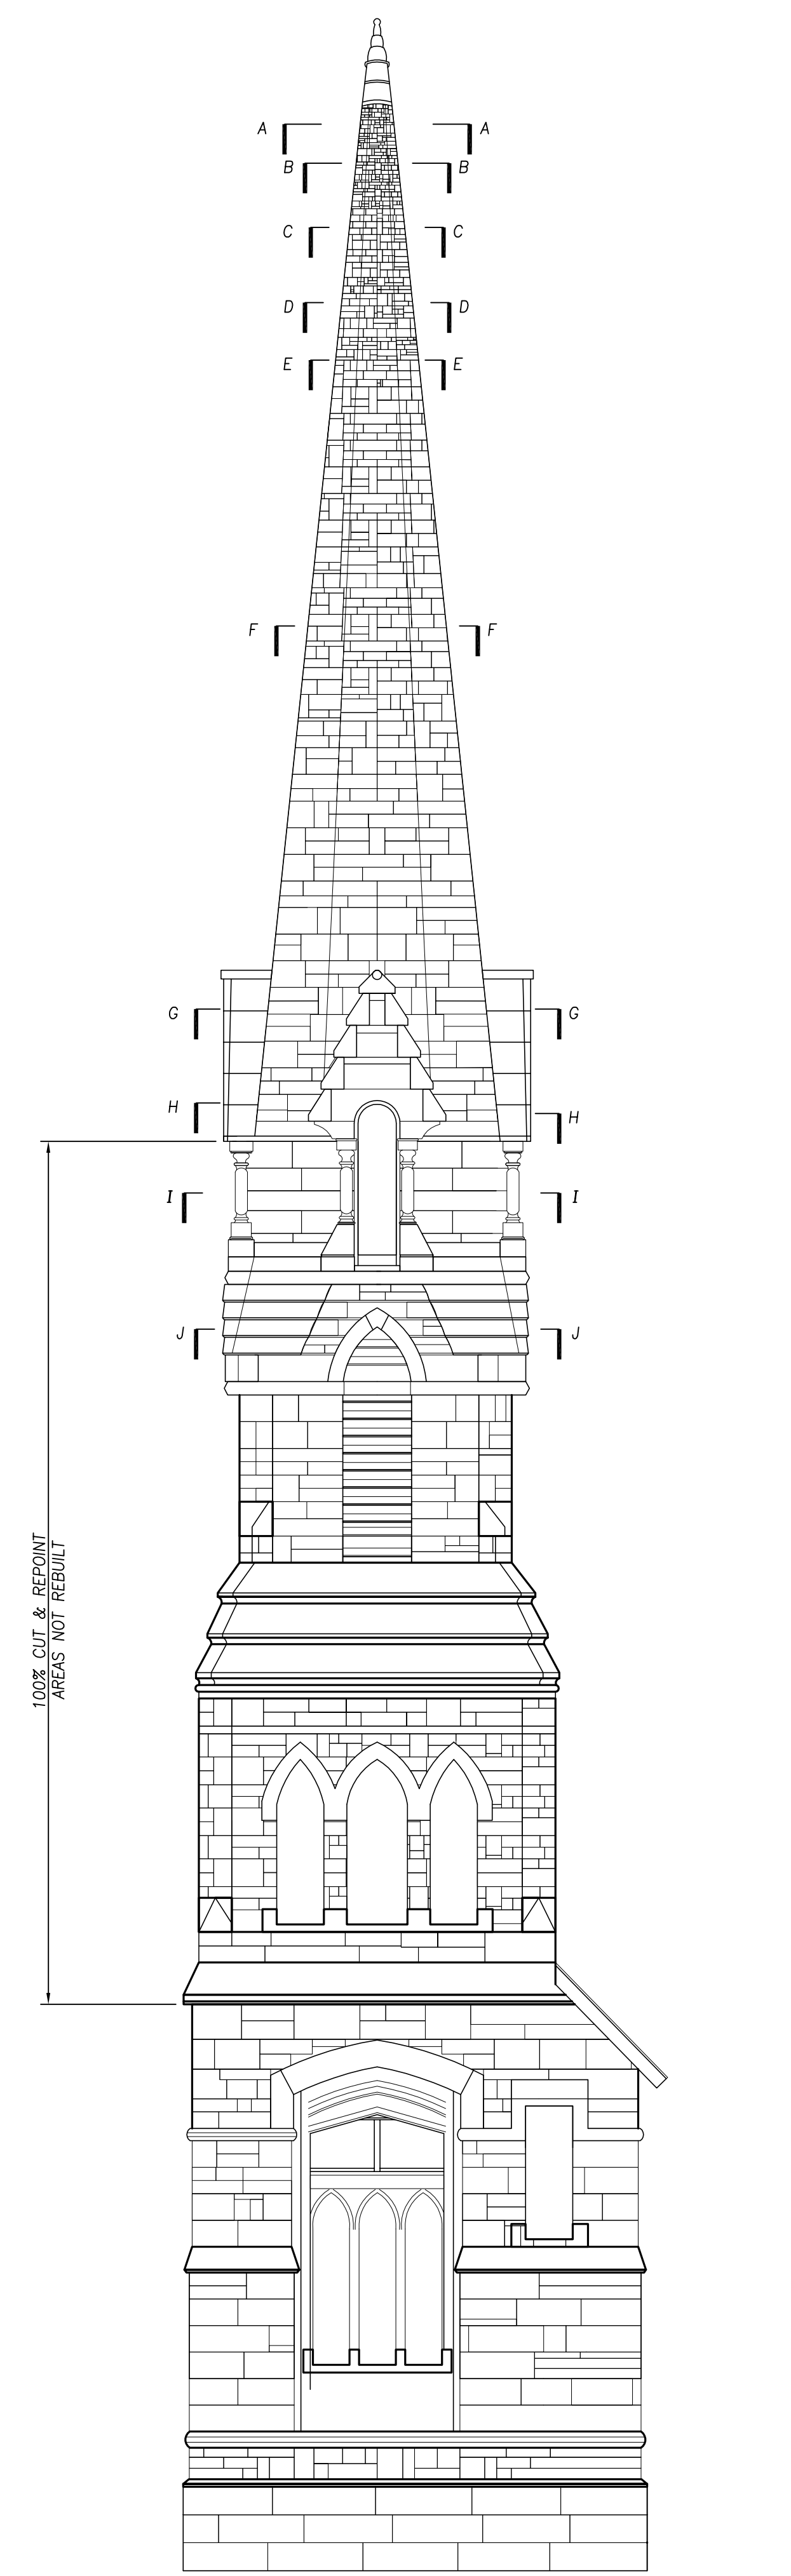 A A
B B
C C
D D
E E
F F
G G
H H
I I
J J
100% CUT & REPOINT
AREAS NOT REBUILT